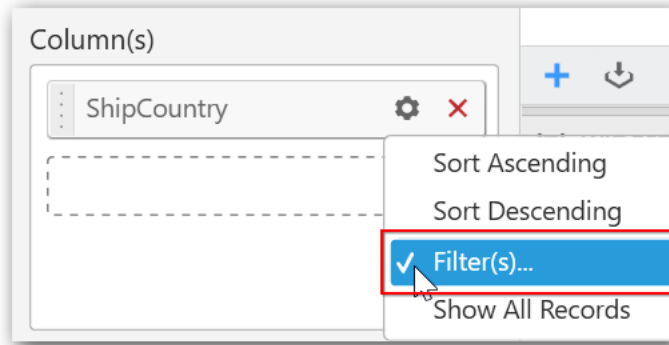 Column(s)
ShipCountry
Sort Ascending
Sort Descending
Filter(s)...
Show All Records